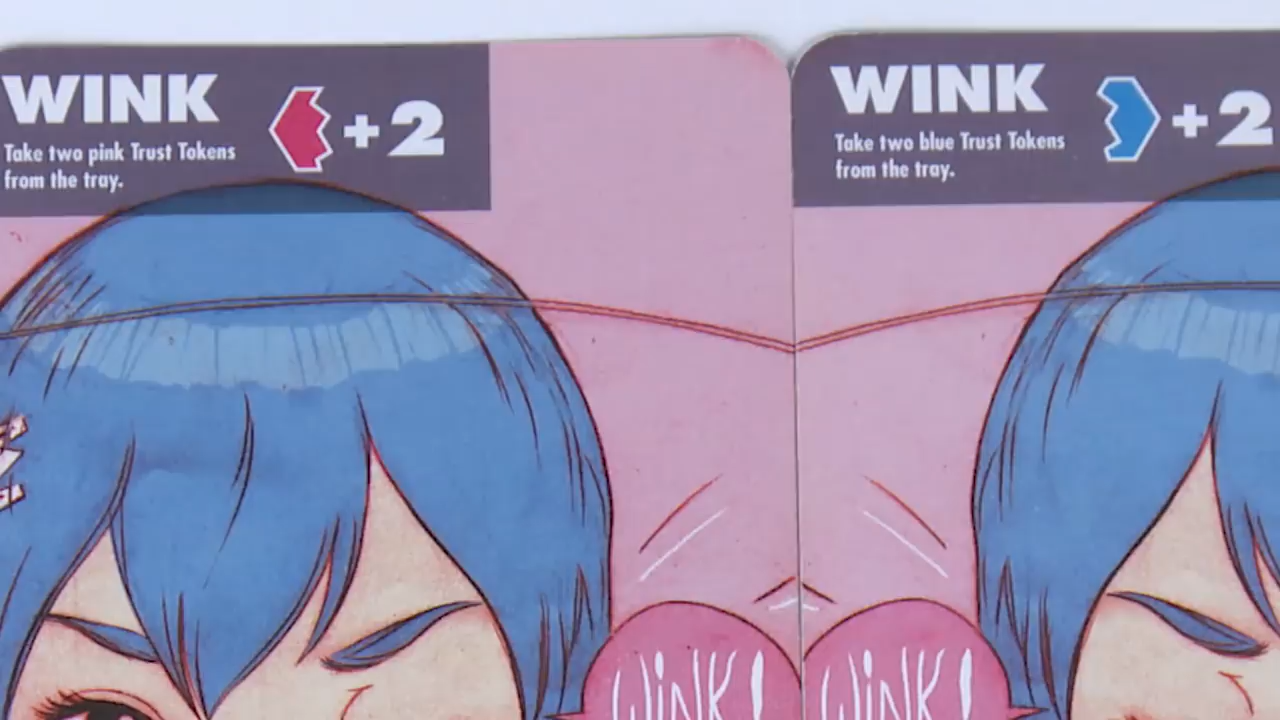 WINK
+2
Take two pink Trust Tokens
from the tray.
WINK
+2
Take two blue Trust Tokens
from the tray.
WiNK!
WiNK!